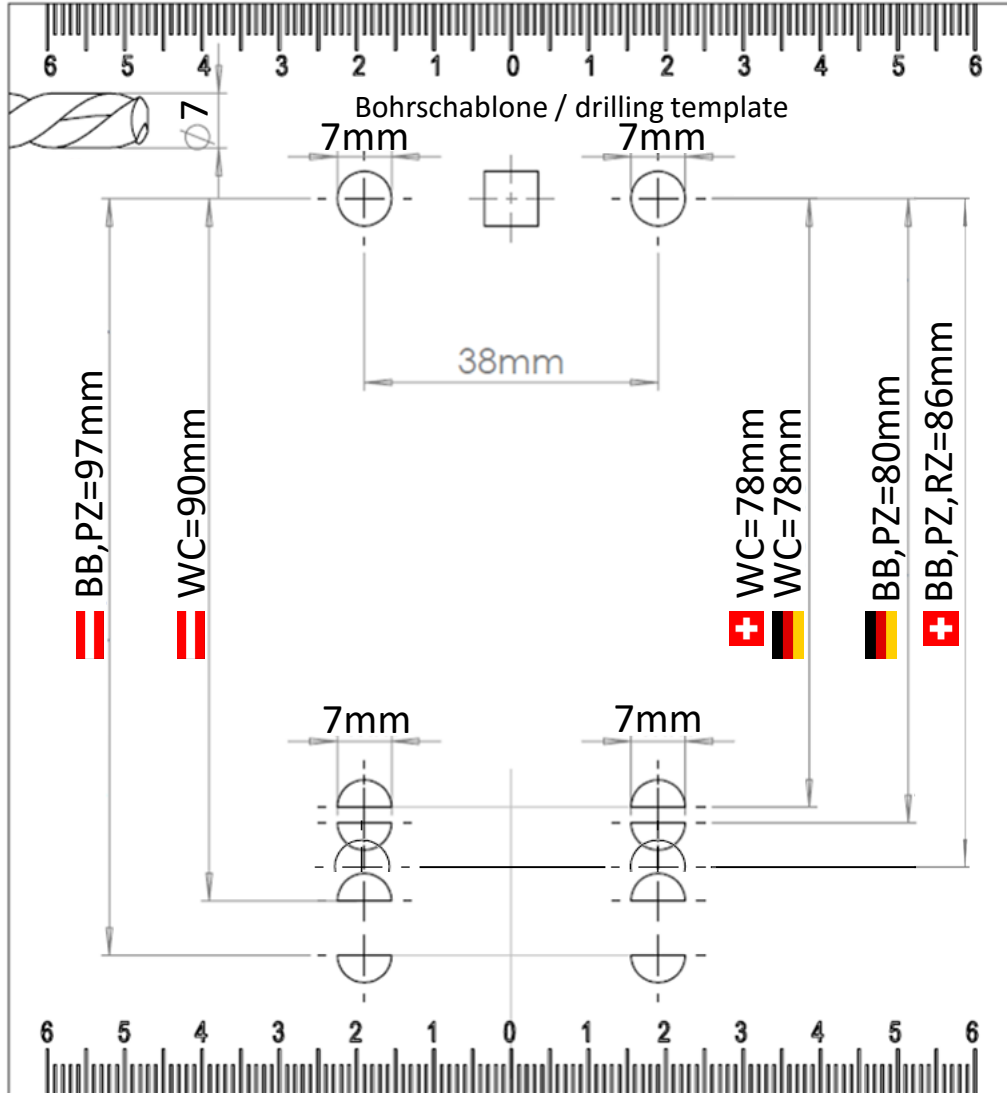 6 5 4 3 2 1 0 1 2 3 4 5 6
Bohrschablone / drilling template
⌀7
7mm 7mm
38mm
BB,PZ=97mm
WC=90mm
WC=78mm
WC=78mm
BB,PZ=80mm
BB,PZ,RZ=86mm
7mm 7mm
6 5 4 3 2 1 0 1 2 3 4 5 6